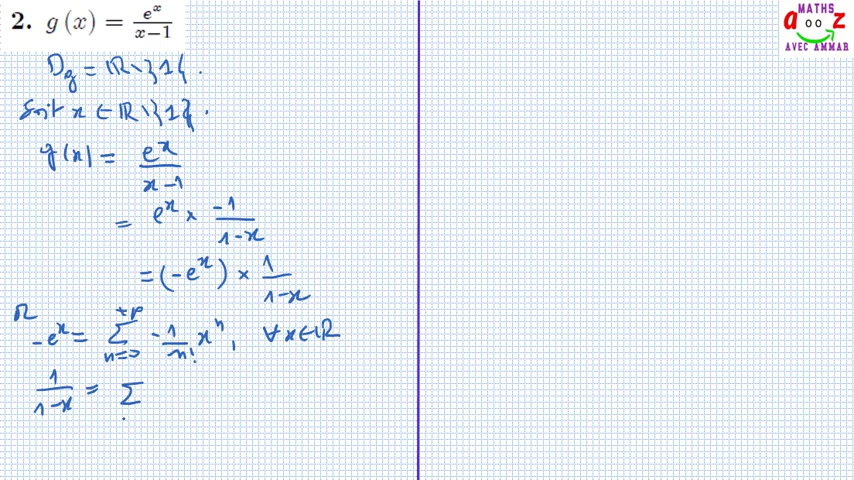 2. g (x) = e^x / (x−1)
MATHS
a oo z
AVEC AMMAR
D_g = ℝ \ }1{ .
Soit x ∈ ℝ \ }1{ .
g(x) = e^x / (x−1)
= e^x × −1 / (1−x)
= (−e^x) × 1 / (1−x)
−e^x = Σ_{n=0}^{+∞} −1/n! x^n , ∀ x ∈ ℝ
1 / (1−x) = Σ